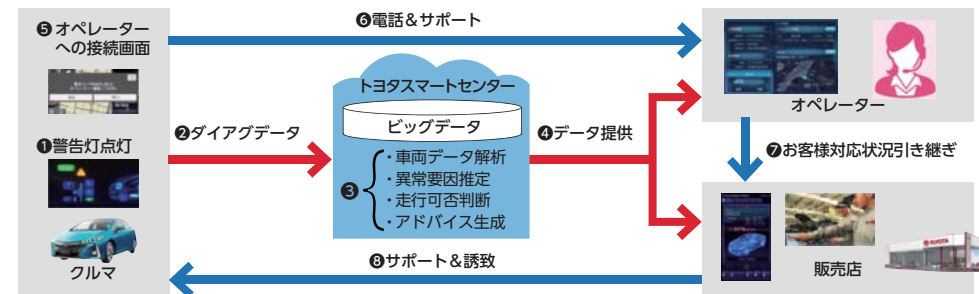 ❺オペレーター
への接続画面
❶警告灯点灯
クルマ
❻電話&サポート
❷ダイアグデータ
トヨタスマートセンター
ビッグデータ
❸
・車両データ解析
・異常要因推定
・走行可否判断
・アドバイス生成
❹データ提供
オペレーター
❼お客様対応状況引き継ぎ
TOYOTA
販売店
❽サポート&誘致